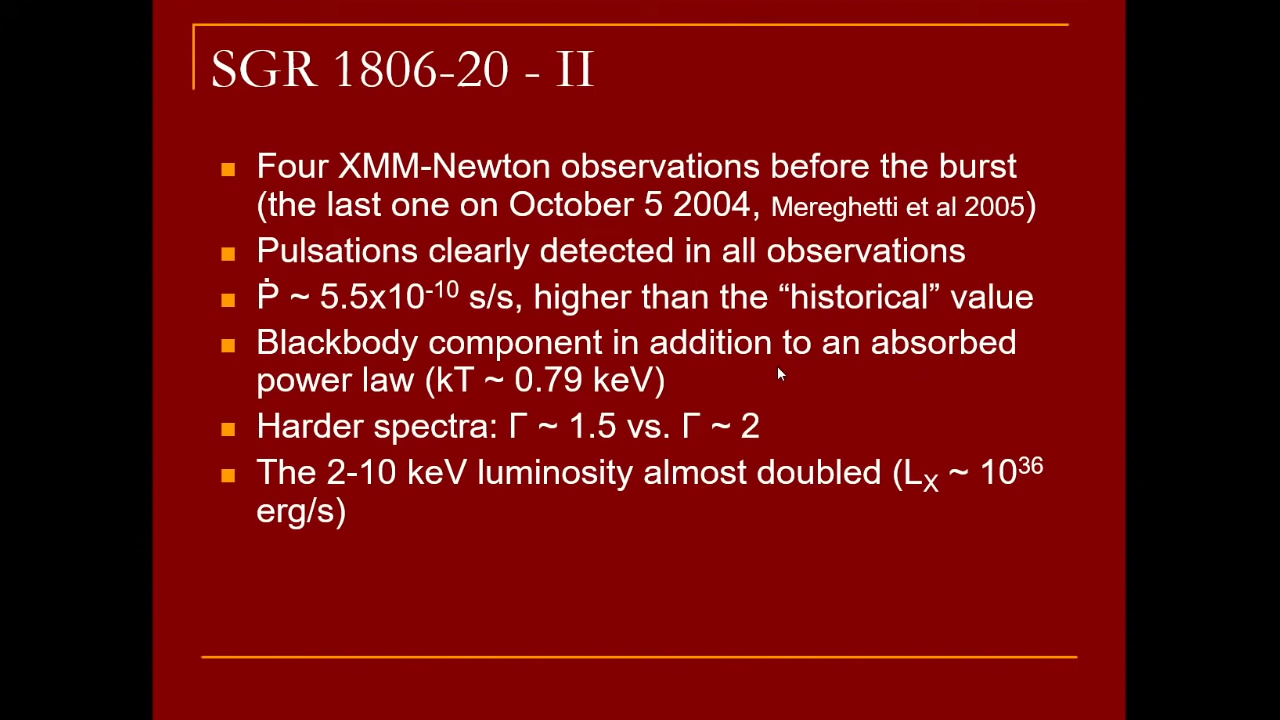 SGR 1806-20 - II
Four XMM-Newton observations before the burst
(the last one on October 5 2004, Mereghetti et al 2005)
Pulsations clearly detected in all observations
Ṗ ~ 5.5x10⁻¹⁰ s/s, higher than the “historical” value
Blackbody component in addition to an absorbed
power law (kT ~ 0.79 keV)
Harder spectra: Γ ~ 1.5 vs. Γ ~ 2
The 2-10 keV luminosity almost doubled (Lₓ ~ 10³⁶
erg/s)